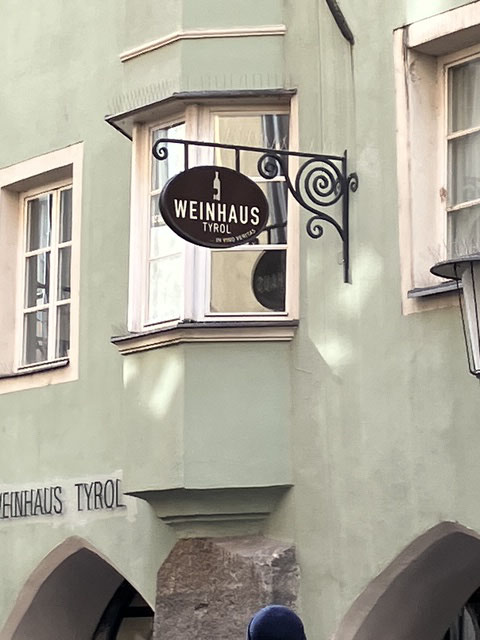 WEINHAUS
TYROL
... IN VINO VERITAS
WEINHAUS TYROL